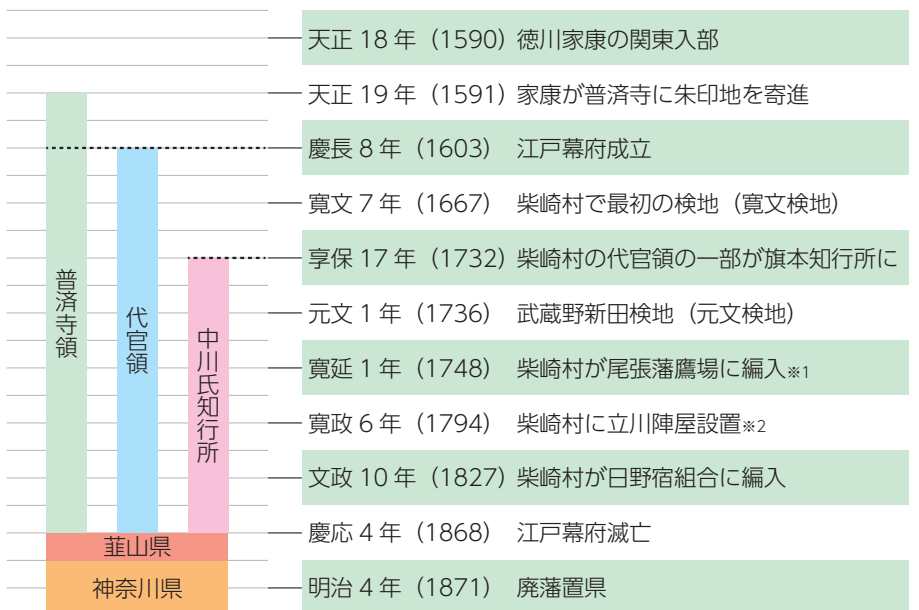 天正 18 年（1590）徳川家康の関東入部
天正 19 年（1591）家康が普済寺に朱印地を寄進
慶長 8 年（1603） 江戸幕府成立
寛文 7 年（1667） 柴崎村で最初の検地（寛文検地）
享保 17 年（1732）柴崎村の代官領の一部が旗本知行所に
元文 1 年（1736） 武蔵野新田検地（元文検地）
寛延 1 年（1748） 柴崎村が尾張藩鷹場に編入※1
寛政 6 年（1794） 柴崎村に立川陣屋設置※2
文政 10 年（1827）柴崎村が日野宿組合に編入
慶応 4 年（1868） 江戸幕府滅亡
明治 4 年（1871） 廃藩置県
普済寺領
代官領
中川氏知行所
韮山県
神奈川県